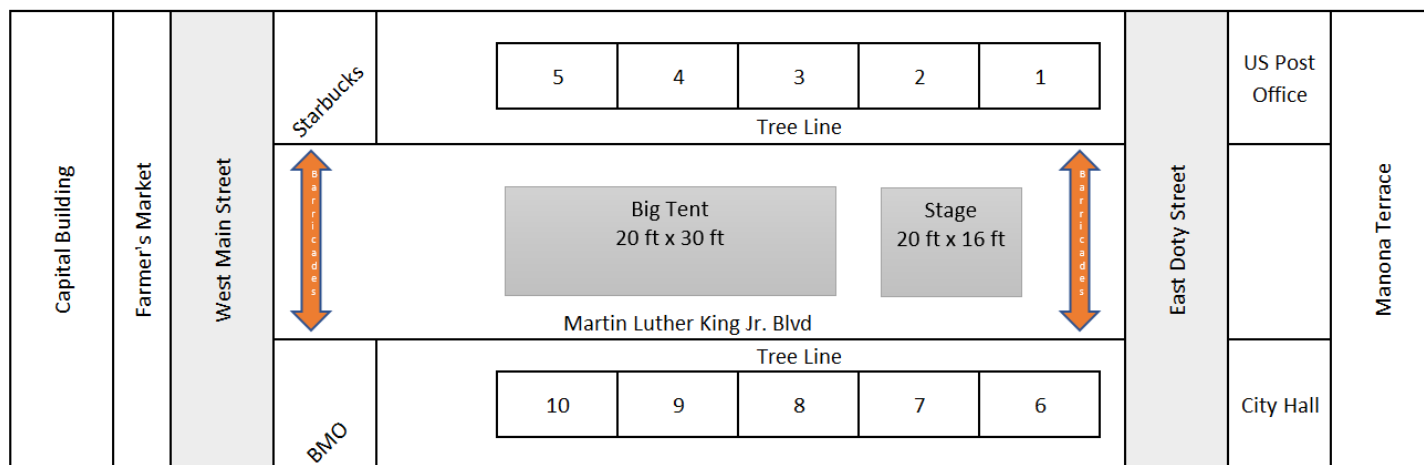 Capital Building
Farmer's Market
West Main Street
Starbucks
5 4 3 2 1
Tree Line
Barricades
Big Tent
20 ft x 30 ft
Stage
20 ft x 16 ft
Barricades
Martin Luther King Jr. Blvd
Tree Line
BMO
10 9 8 7 6
East Doty Street
US Post
Office
City Hall
Manona Terrace